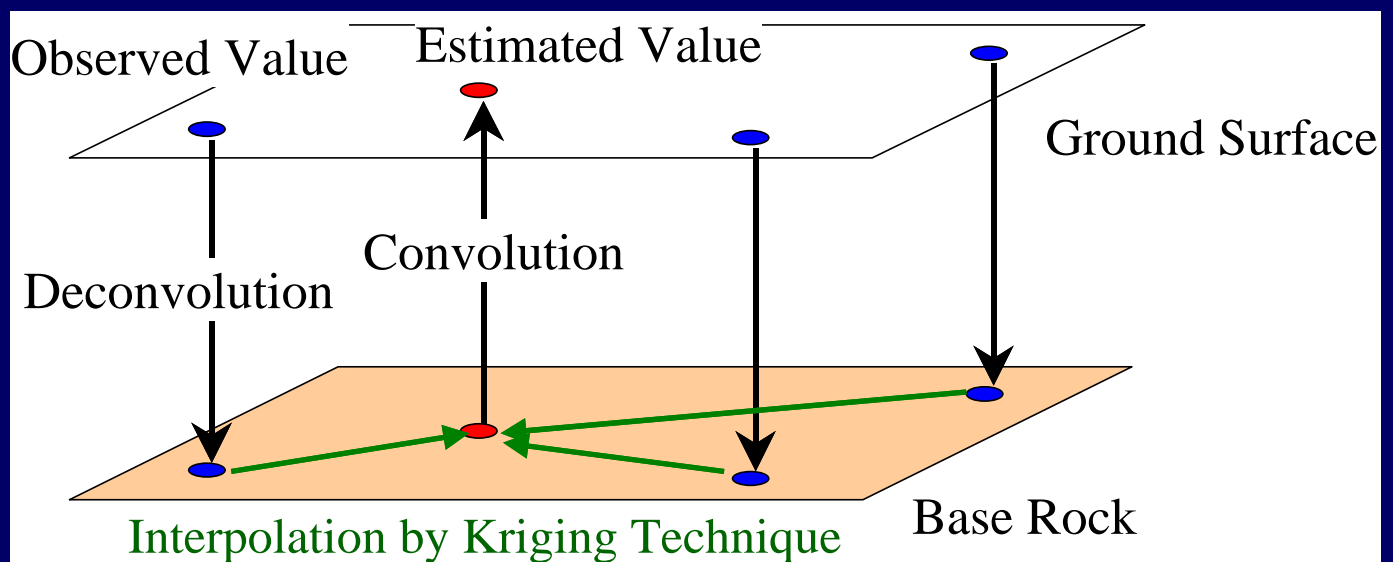 Observed Value
Estimated Value
Ground Surface
Convolution
Deconvolution
Base Rock
Interpolation by Kriging Technique